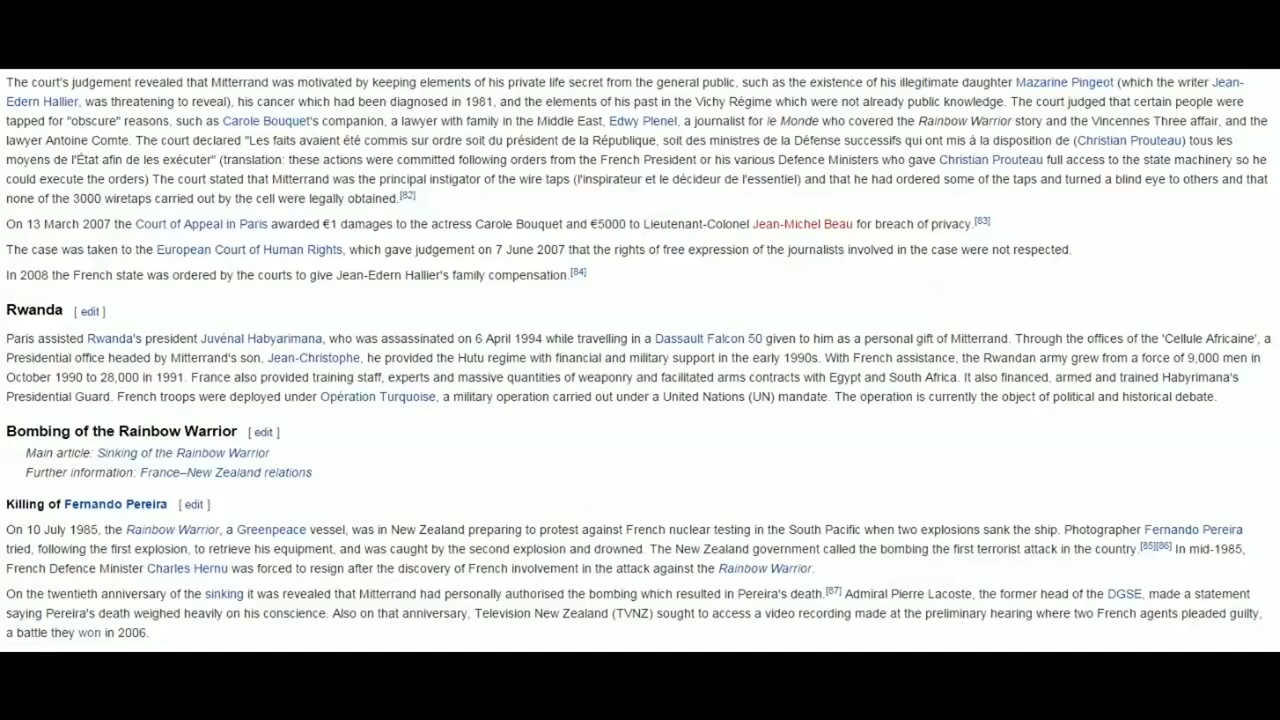 The court's judgement revealed that Mitterrand was motivated by keeping elements of his private life secret from the general public, such as the existence of his illegitimate daughter Mazarine Pingeot (which the writer Jean-
Edern Hallier, was threatening to reveal), his cancer which had been diagnosed in 1981, and the elements of his past in the Vichy Régime which were not already public knowledge. The court judged that certain people were
tapped for "obscure" reasons, such as Carole Bouquet's companion, a lawyer with family in the Middle East, Edwy Plenel, a journalist for le Monde who covered the Rainbow Warrior story and the Vincennes Three affair, and the
lawyer Antoine Comte. The court declared "Les faits avaient été commis sur ordre soit du président de la République, soit des ministres de la Défense successifs qui ont mis à la disposition de (Christian Prouteau) tous les
moyens de l'État afin de les exécuter" (translation: these actions were committed following orders from the French President or his various Defence Ministers who gave Christian Prouteau full access to the state machinery so he
could execute the orders) The court stated that Mitterrand was the principal instigator of the wire taps (l'inspirateur et le décideur de l'essentiel) and that he had ordered some of the taps and turned a blind eye to others and that
none of the 3000 wiretaps carried out by the cell were legally obtained.[82]
On 13 March 2007 the Court of Appeal in Paris awarded €1 damages to the actress Carole Bouquet and €5000 to Lieutenant-Colonel Jean-Michel Beau for breach of privacy.[83]
The case was taken to the European Court of Human Rights, which gave judgement on 7 June 2007 that the rights of free expression of the journalists involved in the case were not respected.
In 2008 the French state was ordered by the courts to give Jean-Edern Hallier's family compensation.[84]
Rwanda [ edit ]
Paris assisted Rwanda's president Juvénal Habyarimana, who was assassinated on 6 April 1994 while travelling in a Dassault Falcon 50 given to him as a personal gift of Mitterrand. Through the offices of the 'Cellule Africaine', a
Presidential office headed by Mitterrand's son, Jean-Christophe, he provided the Hutu regime with financial and military support in the early 1990s. With French assistance, the Rwandan army grew from a force of 9,000 men in
October 1990 to 28,000 in 1991. France also provided training staff, experts and massive quantities of weaponry and facilitated arms contracts with Egypt and South Africa. It also financed, armed and trained Habyrimana's
Presidential Guard. French troops were deployed under Opération Turquoise, a military operation carried out under a United Nations (UN) mandate. The operation is currently the object of political and historical debate.
Bombing of the Rainbow Warrior [ edit ]
Main article: Sinking of the Rainbow Warrior
Further information: France–New Zealand relations
Killing of Fernando Pereira [ edit ]
On 10 July 1985, the Rainbow Warrior, a Greenpeace vessel, was in New Zealand preparing to protest against French nuclear testing in the South Pacific when two explosions sank the ship. Photographer Fernando Pereira
tried, following the first explosion, to retrieve his equipment, and was caught by the second explosion and drowned. The New Zealand government called the bombing the first terrorist attack in the country.[85][86] In mid-1985,
French Defence Minister Charles Hernu was forced to resign after the discovery of French involvement in the attack against the Rainbow Warrior.
On the twentieth anniversary of the sinking it was revealed that Mitterrand had personally authorised the bombing which resulted in Pereira's death.[87] Admiral Pierre Lacoste, the former head of the DGSE, made a statement
saying Pereira's death weighed heavily on his conscience. Also on that anniversary, Television New Zealand (TVNZ) sought to access a video recording made at the preliminary hearing where two French agents pleaded guilty,
a battle they won in 2006.